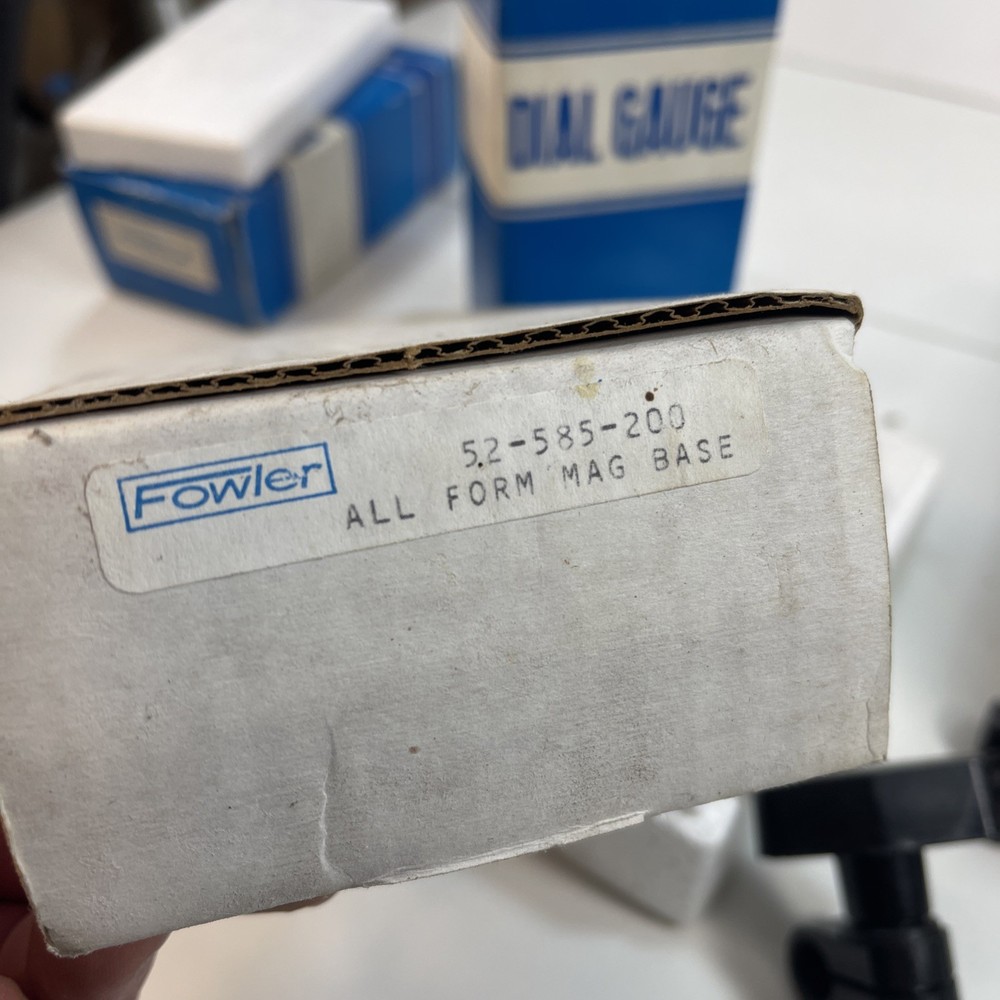 DIAL GAUGE
Fowler
52-585-200
ALL FORM MAG BASE